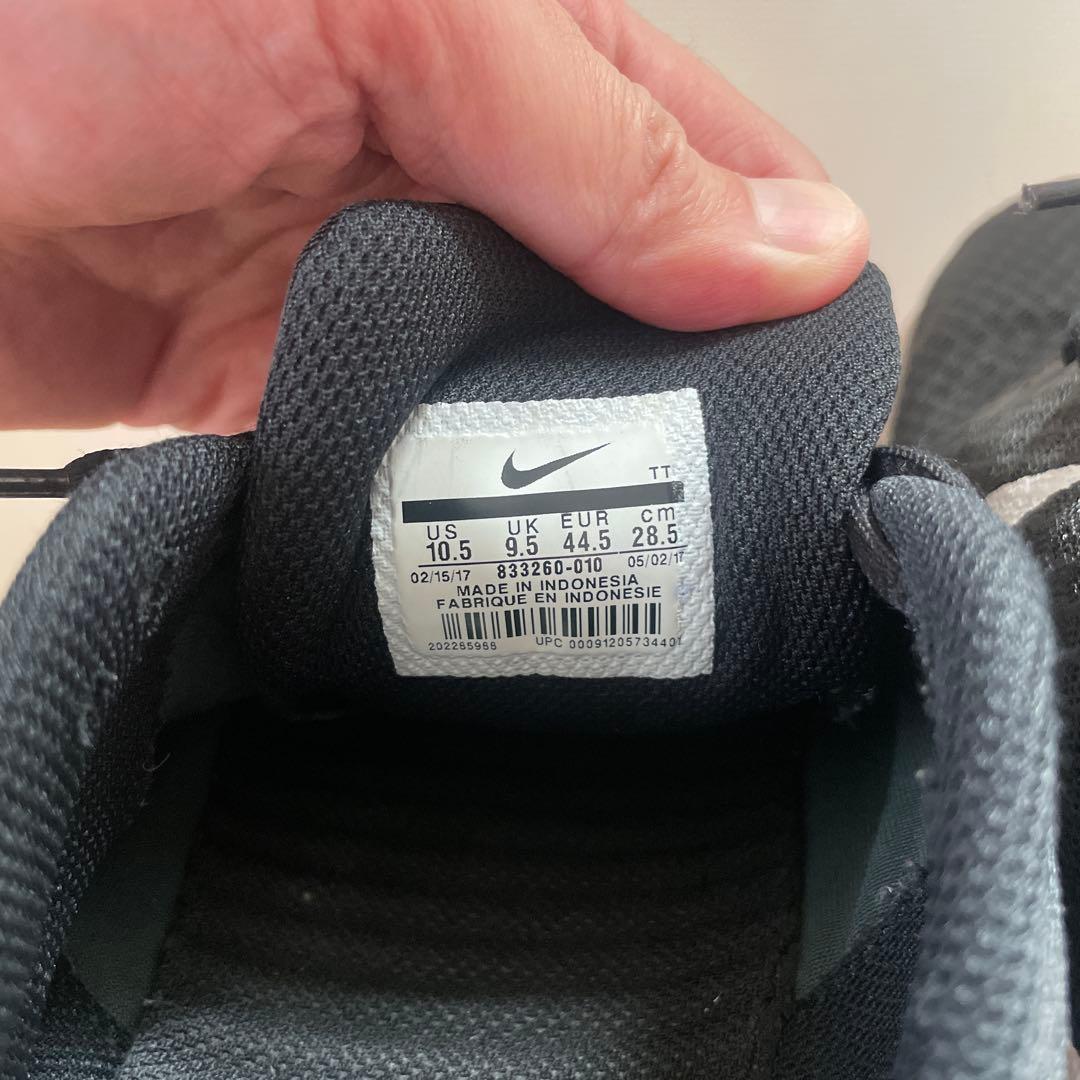 TT
US UK EUR cm
10.5 9.5 44.5 28.5
02/15/17 833260-010 05/02/17
MADE IN INDONESIA
FABRIQUE EN INDONESIE
202285988 UPC 00091205734401